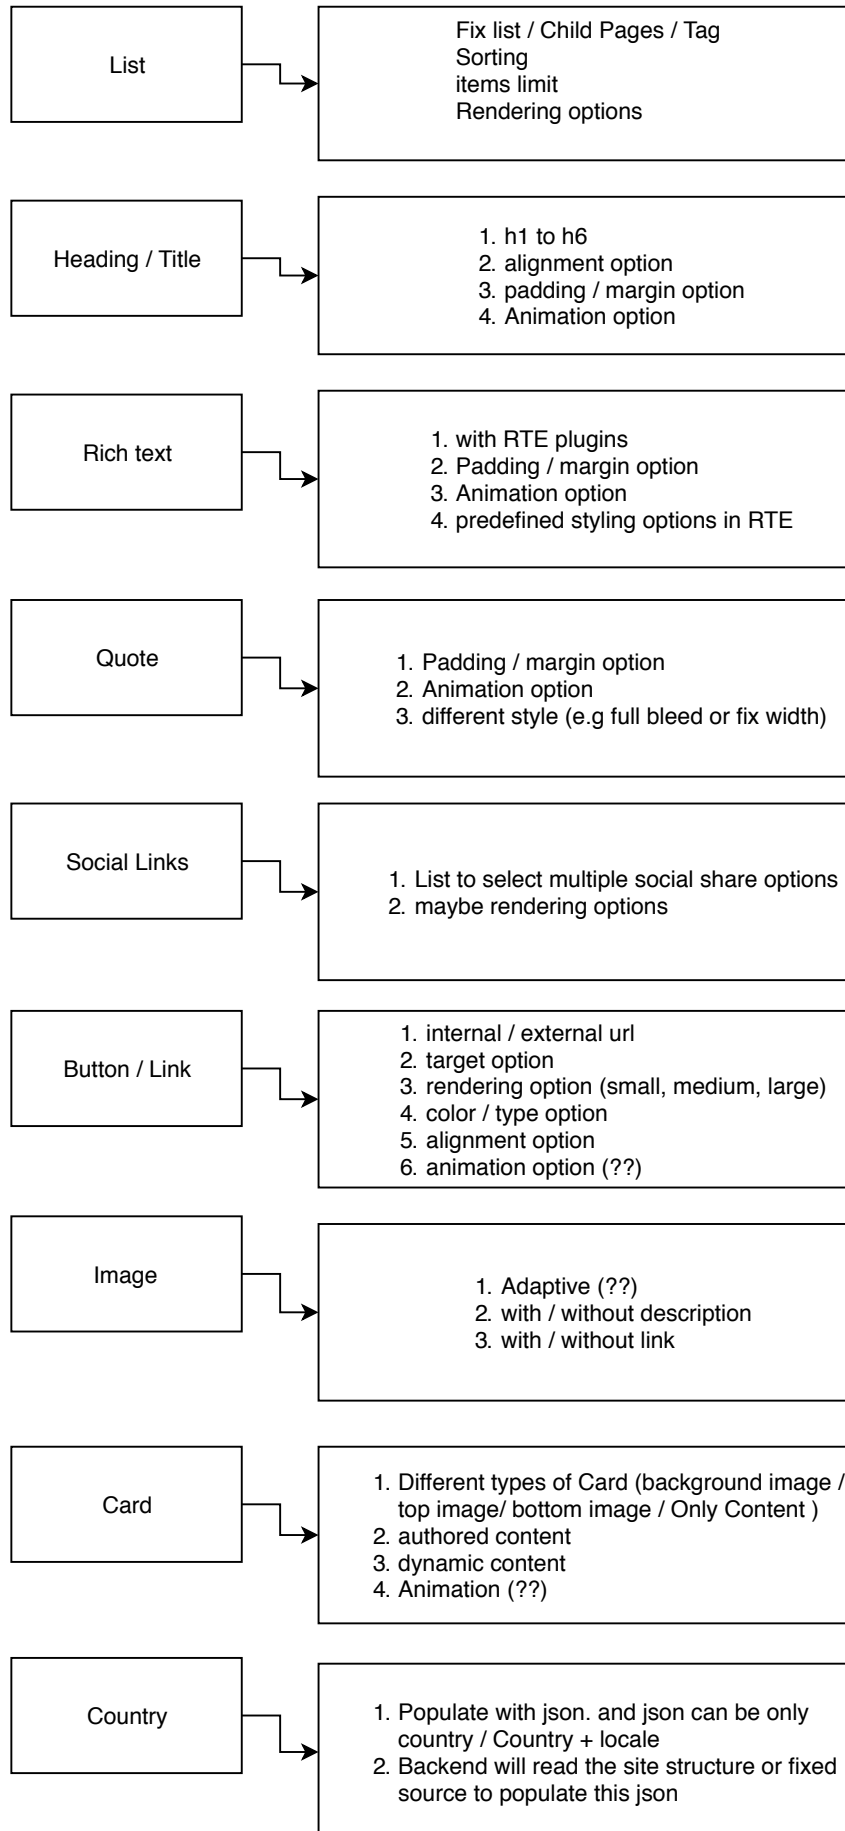 List
Fix list / Child Pages / Tag
Sorting
items limit
Rendering options
Heading / Title
1. h1 to h6
2. alignment option
3. padding / margin option
4. Animation option
Rich text
1. with RTE plugins
2. Padding / margin option
3. Animation option
4. predefined styling options in RTE
Quote
1. Padding / margin option
2. Animation option
3. different style (e.g full bleed or fix width)
Social Links
1. List to select multiple social share options
2. maybe rendering options
Button / Link
1. internal / external url
2. target option
3. rendering option (small, medium, large)
4. color / type option
5. alignment option
6. animation option (??)
Image
1. Adaptive (??)
2. with / without description
3. with / without link
Card
1. Different types of Card (background image /
top image/ bottom image / Only Content )
2. authored content
3. dynamic content
4. Animation (??)
Country
1. Populate with json. and json can be only
country / Country + locale
2. Backend will read the site structure or fixed
source to populate this json